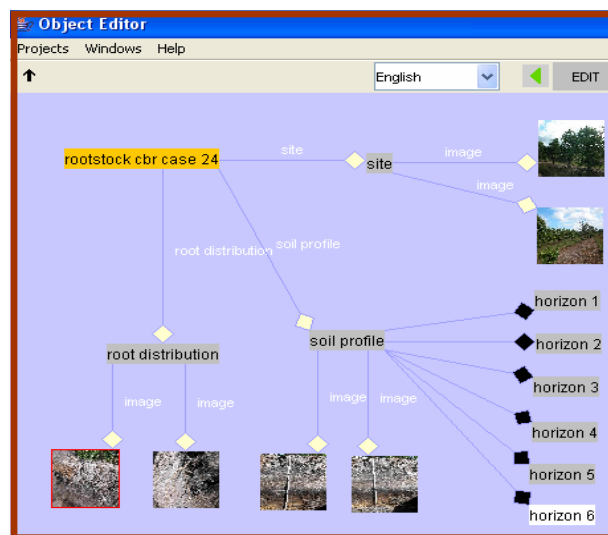 Object Editor
Projects Windows Help
English
EDIT
rootstock cbr case 24
site
site
image
image
root distribution
soil profile
root distribution
soil profile
image
image
image
image
horizon 1
horizon 2
horizon 3
horizon 4
horizon 5
horizon 6